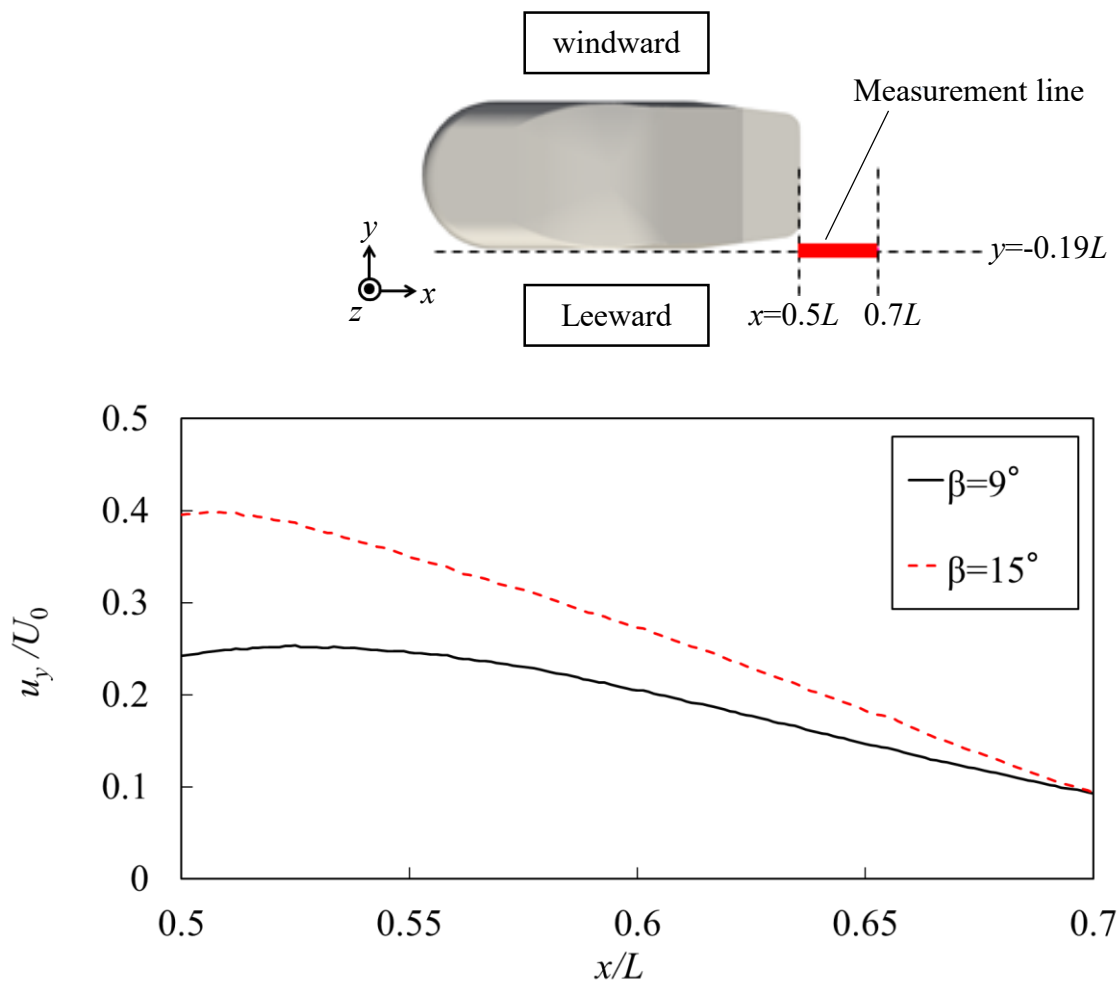 windward
Measurement line
y
x
z
y=-0.19L
Leeward
x=0.5L
0.7L
0.5
0.4
0.3
0.2
0.1
0
u_y/U_0
β=9°
β=15°
0.5
0.55
0.6
0.65
0.7
x/L